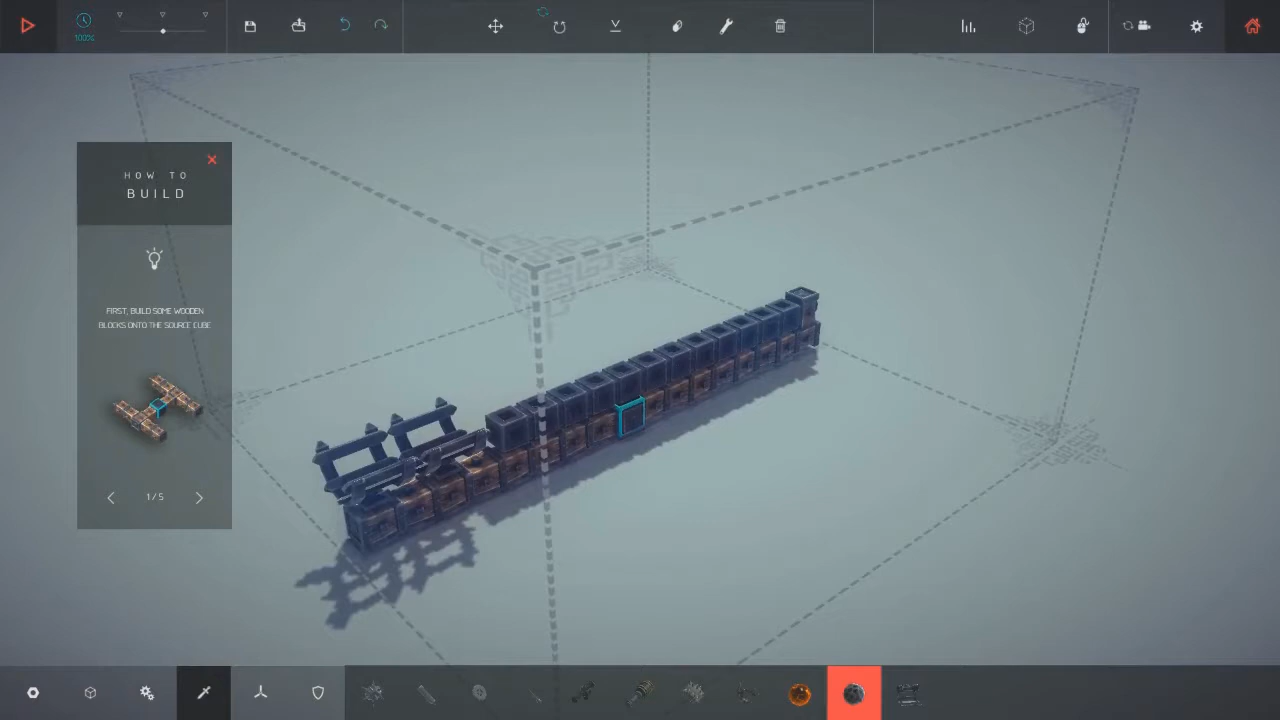 100%
HOW TO
BUILD
FIRST, BUILD SOME WOODEN
BLOCKS ONTO THE SOURCE CUBE
1/5